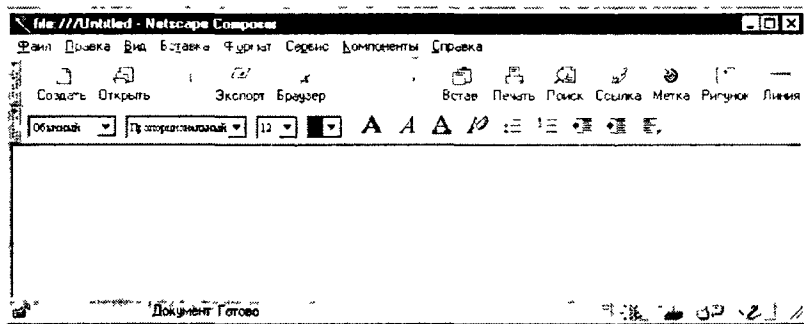 file:///Untitled - Netscape Composer
Файл Правка Вид Вставка Формат Сервис Компоненты Справка
Создать Открыть Экспорт Браузер Встав Печать Поиск Ссылка Метка Рисунок Линия
Обычный Пропорциональный 12 A A A
Документ Готово